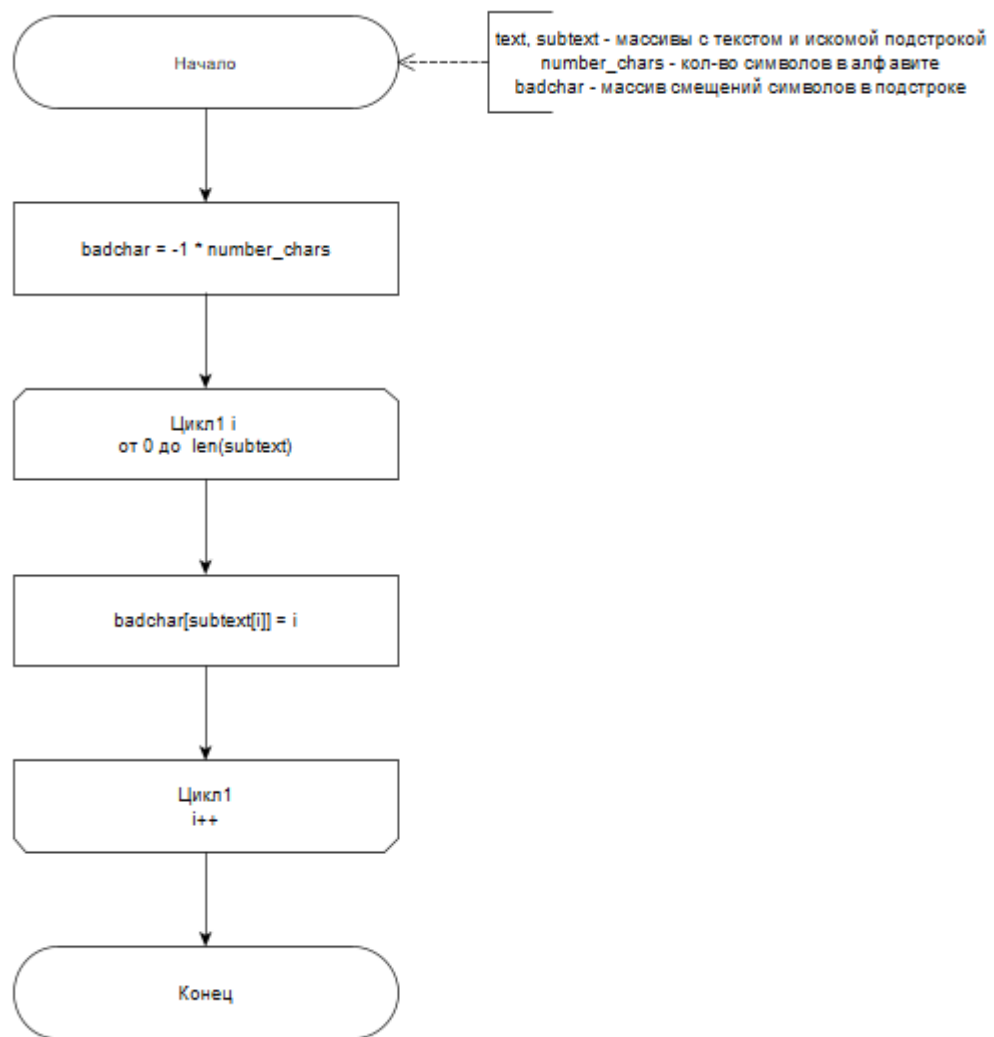 Начало
text, subtext - массивы с текстом и искомой подстрокой
number_chars - кол-во символов в алфавите
badchar - массив смещений символов в подстроке
badchar = -1 * number_chars
Цикл1 i
от 0 до len(subtext)
badchar[subtext[i]] = i
Цикл1
i++
Конец